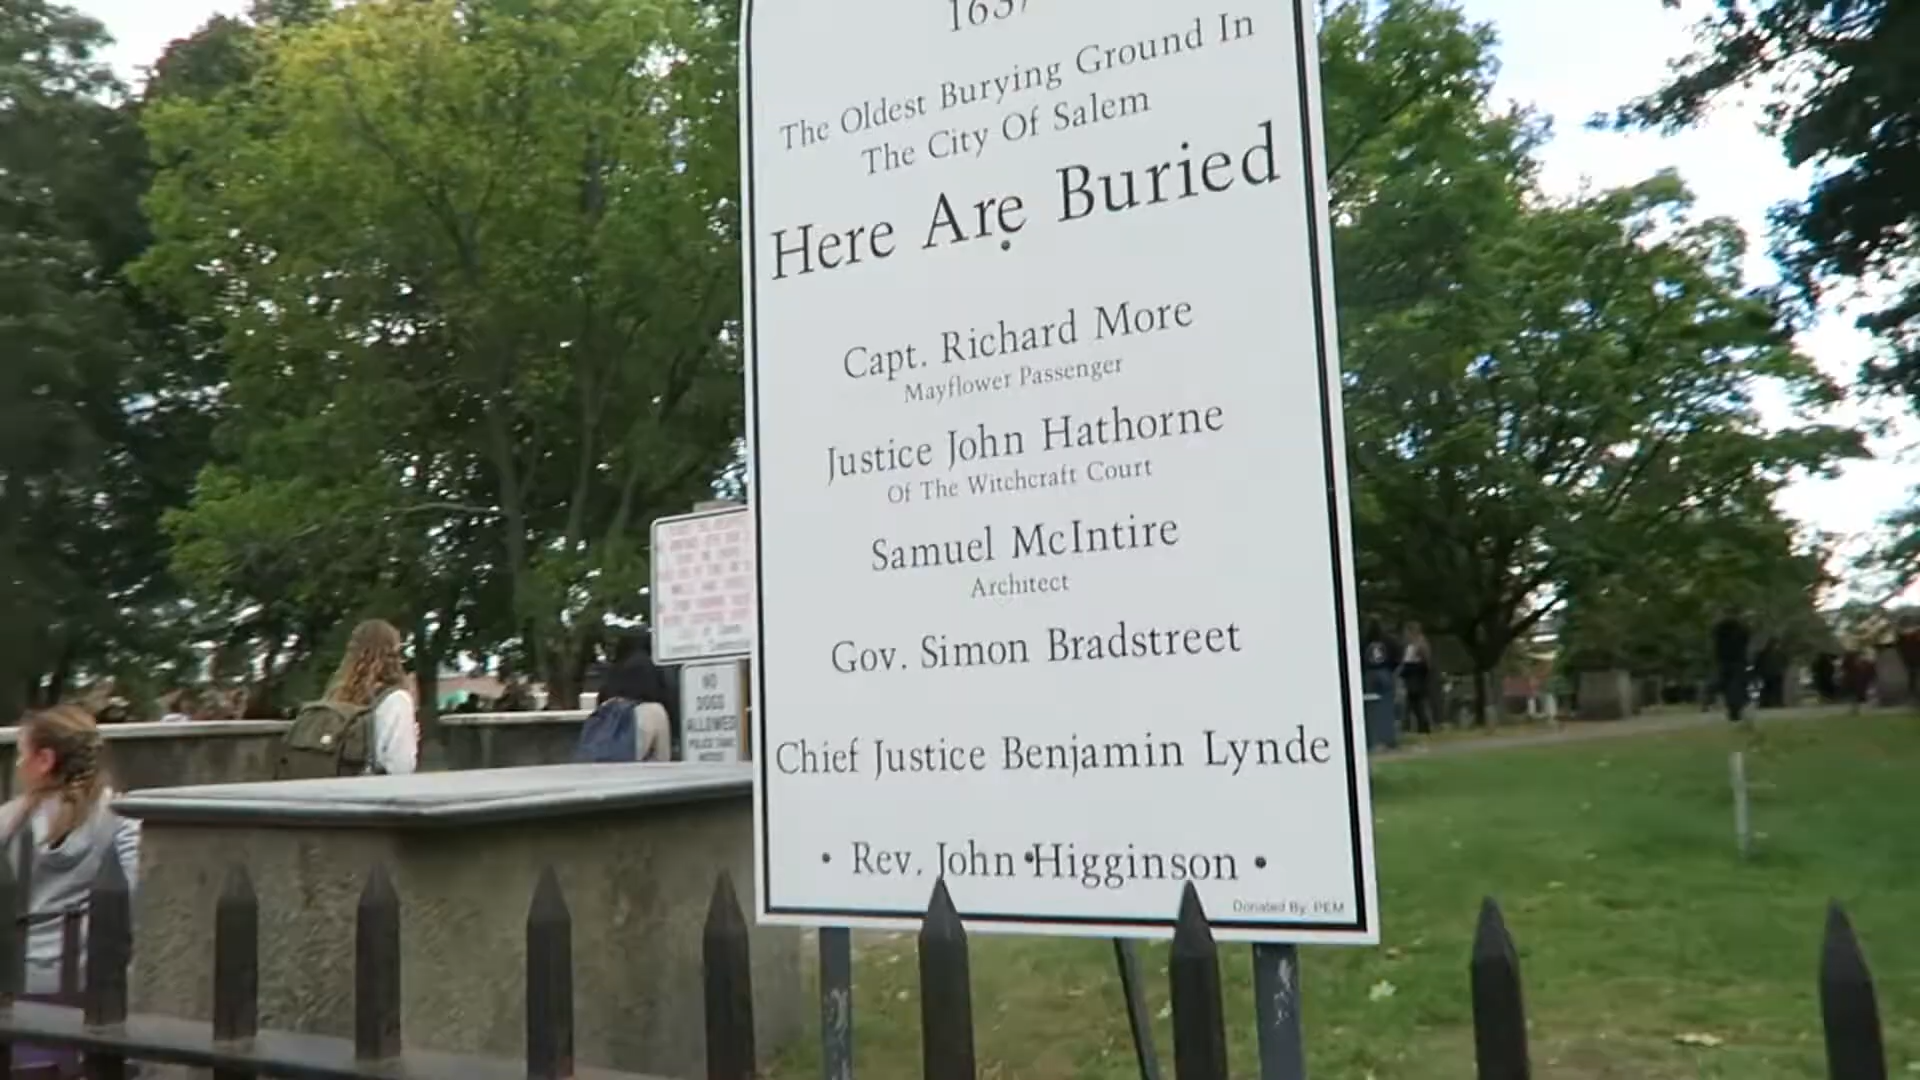 1637
The Oldest Burying Ground In
The City Of Salem
Here Are Buried
Capt. Richard More
Mayflower Passenger
Justice John Hathorne
Of The Witchcraft Court
Samuel McIntire
Architect
Gov. Simon Bradstreet
Chief Justice Benjamin Lynde
• Rev. John Higginson •
Donated By: PEM
NO
DOGS
ALLOWED